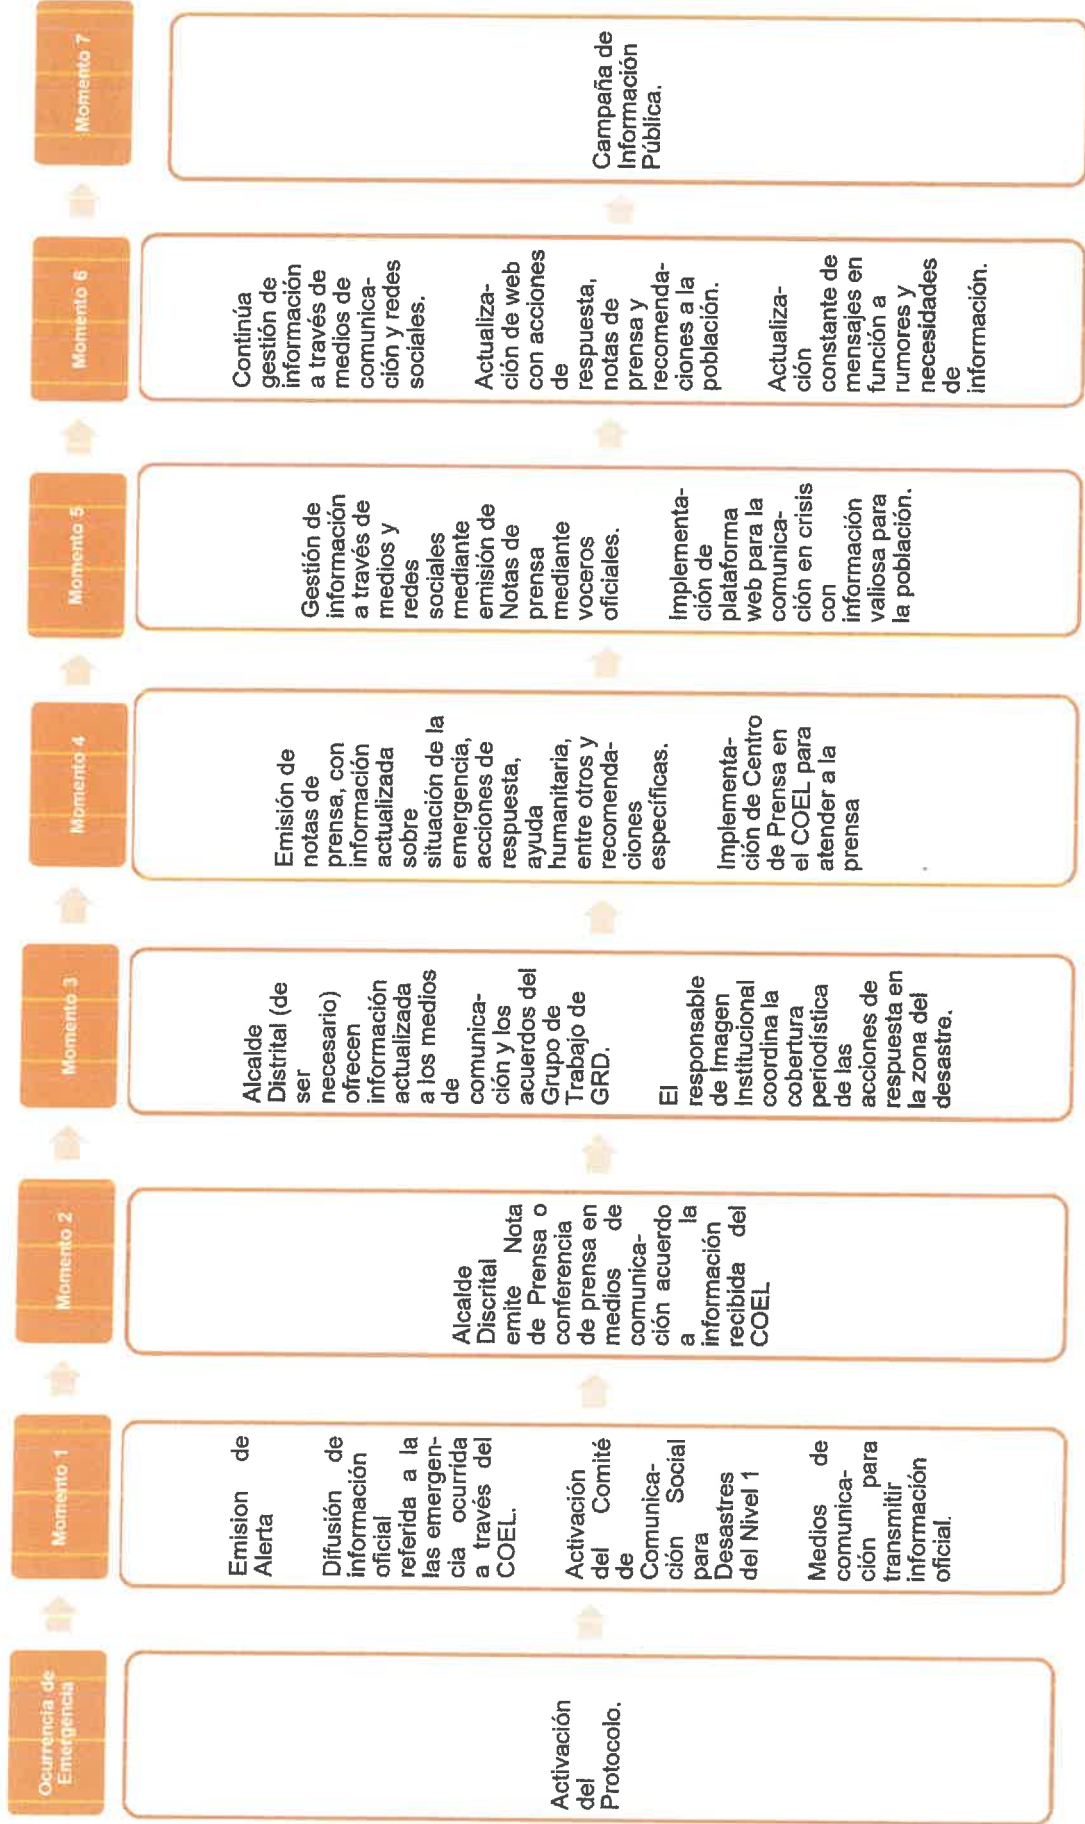 Ocurrencia de
Emergencia
Activación
del
Protocolo.
Momento 1
Emision de
Alerta
Difusión de
información
oficial
referida a la
las emergen-
cia ocurrida
a través del
COEL.
Activación
del Comité
de
Comunica-
ción Social
para
Desastres
del Nivel 1
Medios de
comunica-
ción para
transmitir
información
oficial.
Momento 2
Alcalde
Discrital
emite Nota
de Prensa o
conferencia
de prensa en
medios de
comunica-
ción acuerdo
a la
información
recibida del
COEL
Momento 3
Alcalde
Distrital (de
ser
necesario)
ofrecen
información
actualizada
a los medios
de
comunica-
ción y los
acuerdos del
Grupo de
Trabajo de
GRD.
El
responsable
de Imagen
Institucional
coordina la
cobertura
periodística
de las
acciones de
respuesta en
la zona del
desastre.
Momento 4
Emisión de
notas de
prensa, con
información
actualizada
sobre
situación de la
emergencia,
acciones de
respuesta,
ayuda
humanitaria,
entre otros y
recomenda-
ciones
específicas.
Implementa-
ción de Centro
de Prensa en
el COEL para
atender a la
prensa
Momento 5
Gestión de
información
a través de
medios y
redes
sociales
mediante
emisión de
Notas de
prensa
mediante
voceros
oficiales.
Implementa-
ción de
plataforma
web para la
comunica-
ción en crisis
con
información
valiosa para
la población.
Momento 6
Continúa
gestión de
información
a través de
medios de
comunica-
ción y redes
sociales.
Actualiza-
ción de web
con acciones
de
respuesta,
notas de
prensa y
recomenda-
ciones a la
población.
Actualiza-
ción
constante de
mensajes en
función a
rumores y
necesidades
de
información.
Momento 7
Campaña de
Información
Pública.